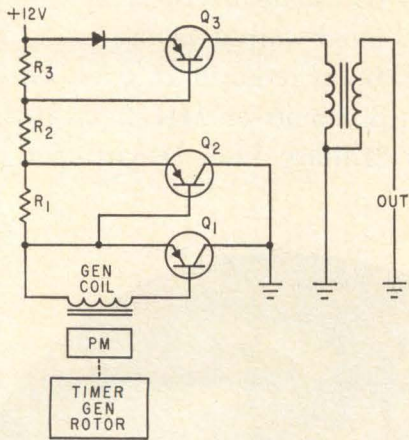 +12V
Q3
R3
R2
Q2
R1
Q1
OUT
GEN
COIL
PM
TIMER
GEN
ROTOR